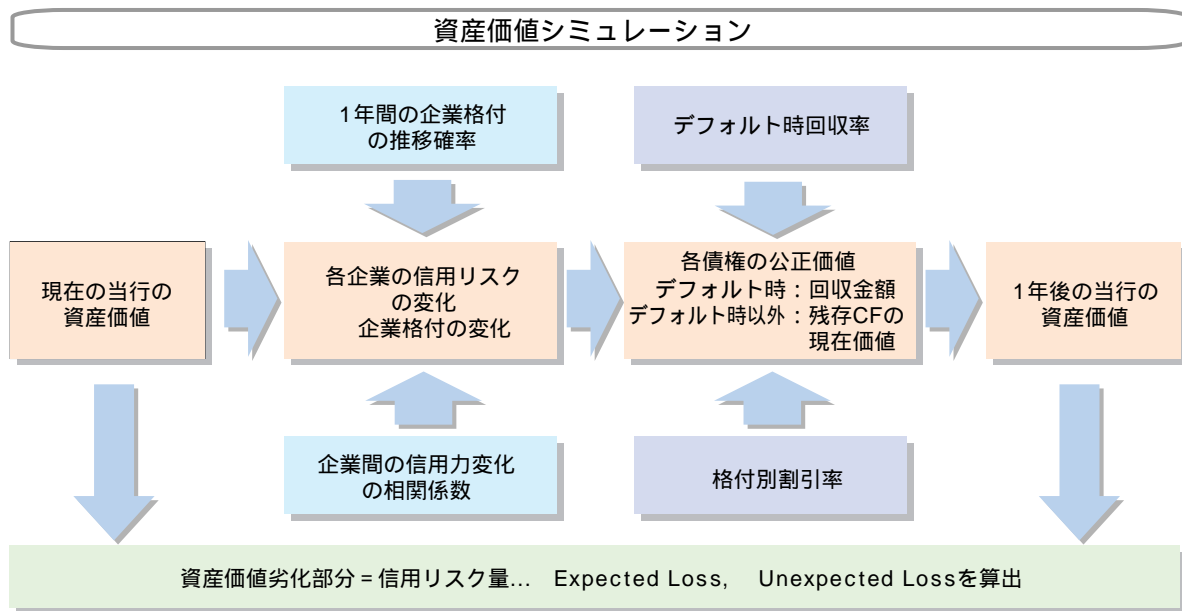 資産価値シミュレーション
1年間の企業格付
の推移確率
デフォルト時回収率
現在の当行の
資産価値
各企業の信用リスク
の変化
企業格付の変化
各債権の公正価値
デフォルト時：回収金額
デフォルト時以外：残存CFの
現在価値
1年後の当行の
資産価値
企業間の信用力変化
の相関係数
格付別割引率
資産価値劣化部分＝信用リスク量… Expected Loss, Unexpected Lossを算出